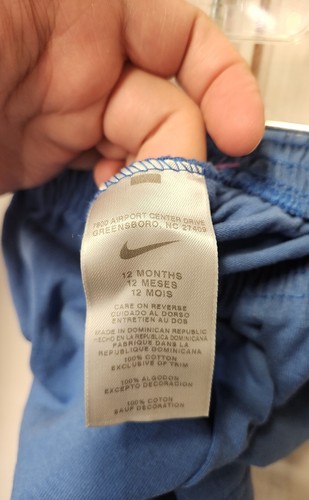 7800 AIRPORT CENTER DRIVE
GREENSBORO, NC 27409
12 MONTHS
12 MESES
12 MOIS
CARE ON REVERSE
CUIDADO AL DORSO
ENTRETIEN AU DOS
MADE IN DOMINICAN REPUBLIC
HECHO EN LA REPUBLICA DOMINICANA
FABRIQUE DANS LA
REPUBLIQUE DOMINICANA
100% COTTON
EXCLUSIVE OF TRIM
100% ALGODON
EXCEPTO DECORACION
100% COTON
SAUF DECORATION